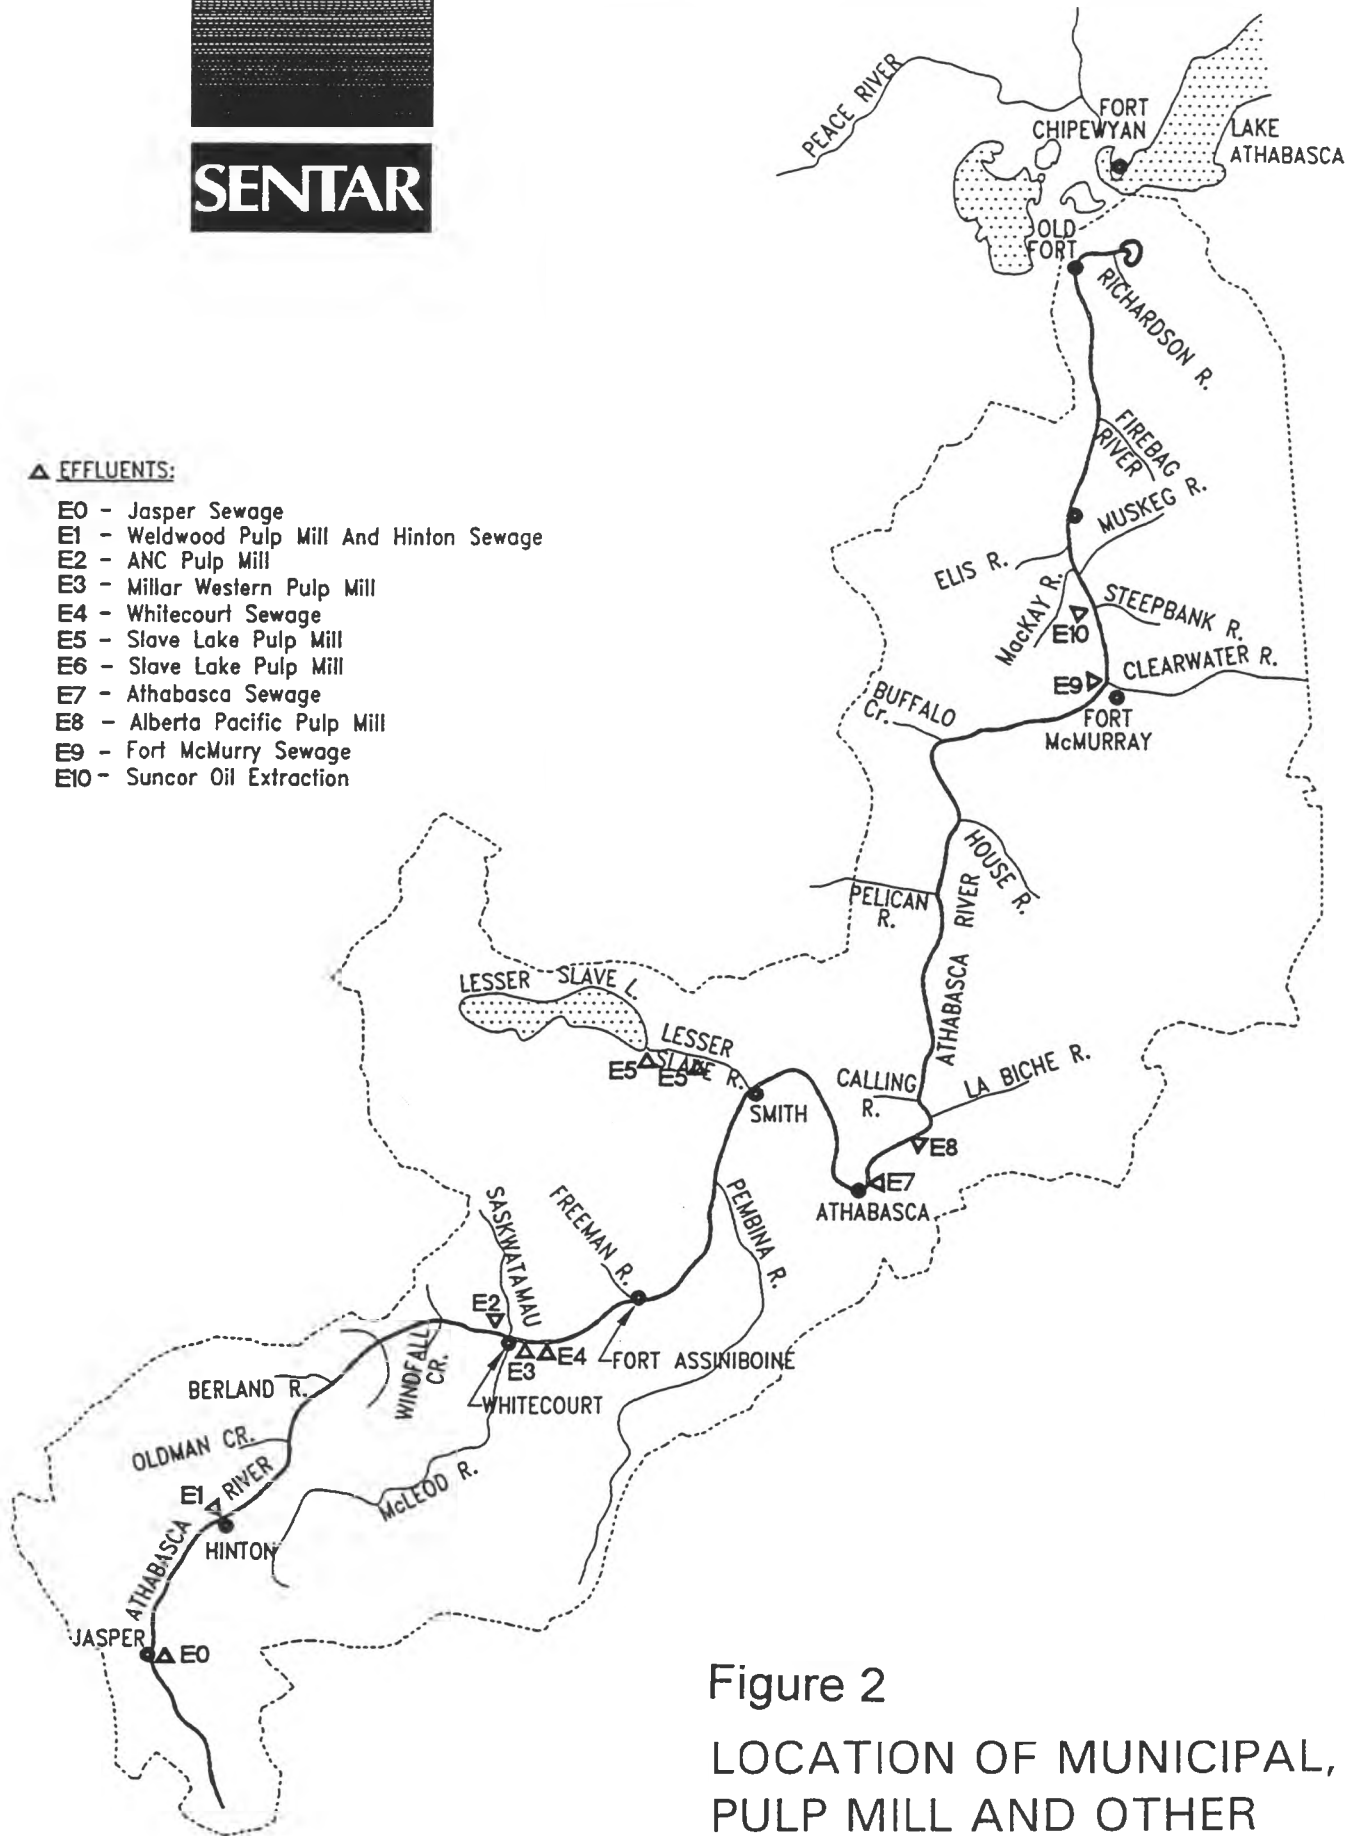 SENTAR
PEACE RIVER
FORT
CHIPEWYAN
LAKE
ATHABASCA
OLD
FORT
RICHARDSON R.
FIREBAG
RIVER
MUSKEG R.
ELIS R.
MacKAY R.
STEEPBANK R.
E10
CLEARWATER R.
E9
FORT
McMURRAY
BUFFALO
Cr.
HOUSE R.
PELICAN
R.
ATHABASCA RIVER
EFFLUENTS:
E0 - Jasper Sewage
E1 - Weldwood Pulp Mill And Hinton Sewage
E2 - ANC Pulp Mill
E3 - Millar Western Pulp Mill
E4 - Whitecourt Sewage
E5 - Slave Lake Pulp Mill
E6 - Slave Lake Pulp Mill
E7 - Athabasca Sewage
E8 - Alberta Pacific Pulp Mill
E9 - Fort McMurry Sewage
E10 - Suncor Oil Extraction
LESSER SLAVE L.
LESSER
SLAVE R.
E5 E5
SMITH
CALLING
R.
LA BICHE R.
E8
E7
ATHABASCA
PEMBINA R.
FREEMAN R.
SASKWATAMAU
E2
E3
E4
FORT ASSINIBOINE
WHITECOURT
WINDFALL
CR.
BERLAND R.
OLDMAN CR.
McLEOD R.
E1
ATHABASCA RIVER
HINTON
JASPER
E0
Figure 2
LOCATION OF MUNICIPAL,
PULP MILL AND OTHER